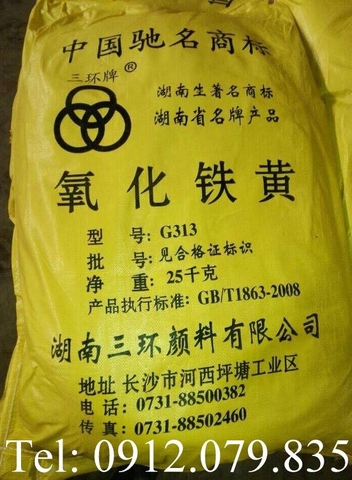 中国驰名商标
三环牌®
湖南生著名商标
湖南省名牌产品
氧化铁黄
型 号: G313
批 号: 见合格证标识
净 重: 25千克
产品执行标准: GB/T1863-2008
湖南三环颜料有限公司
地址 长沙市河西坪塘工业区
电 话: 0731-88500382
传 真: 0731-88502460
Tel: 0912.079.835